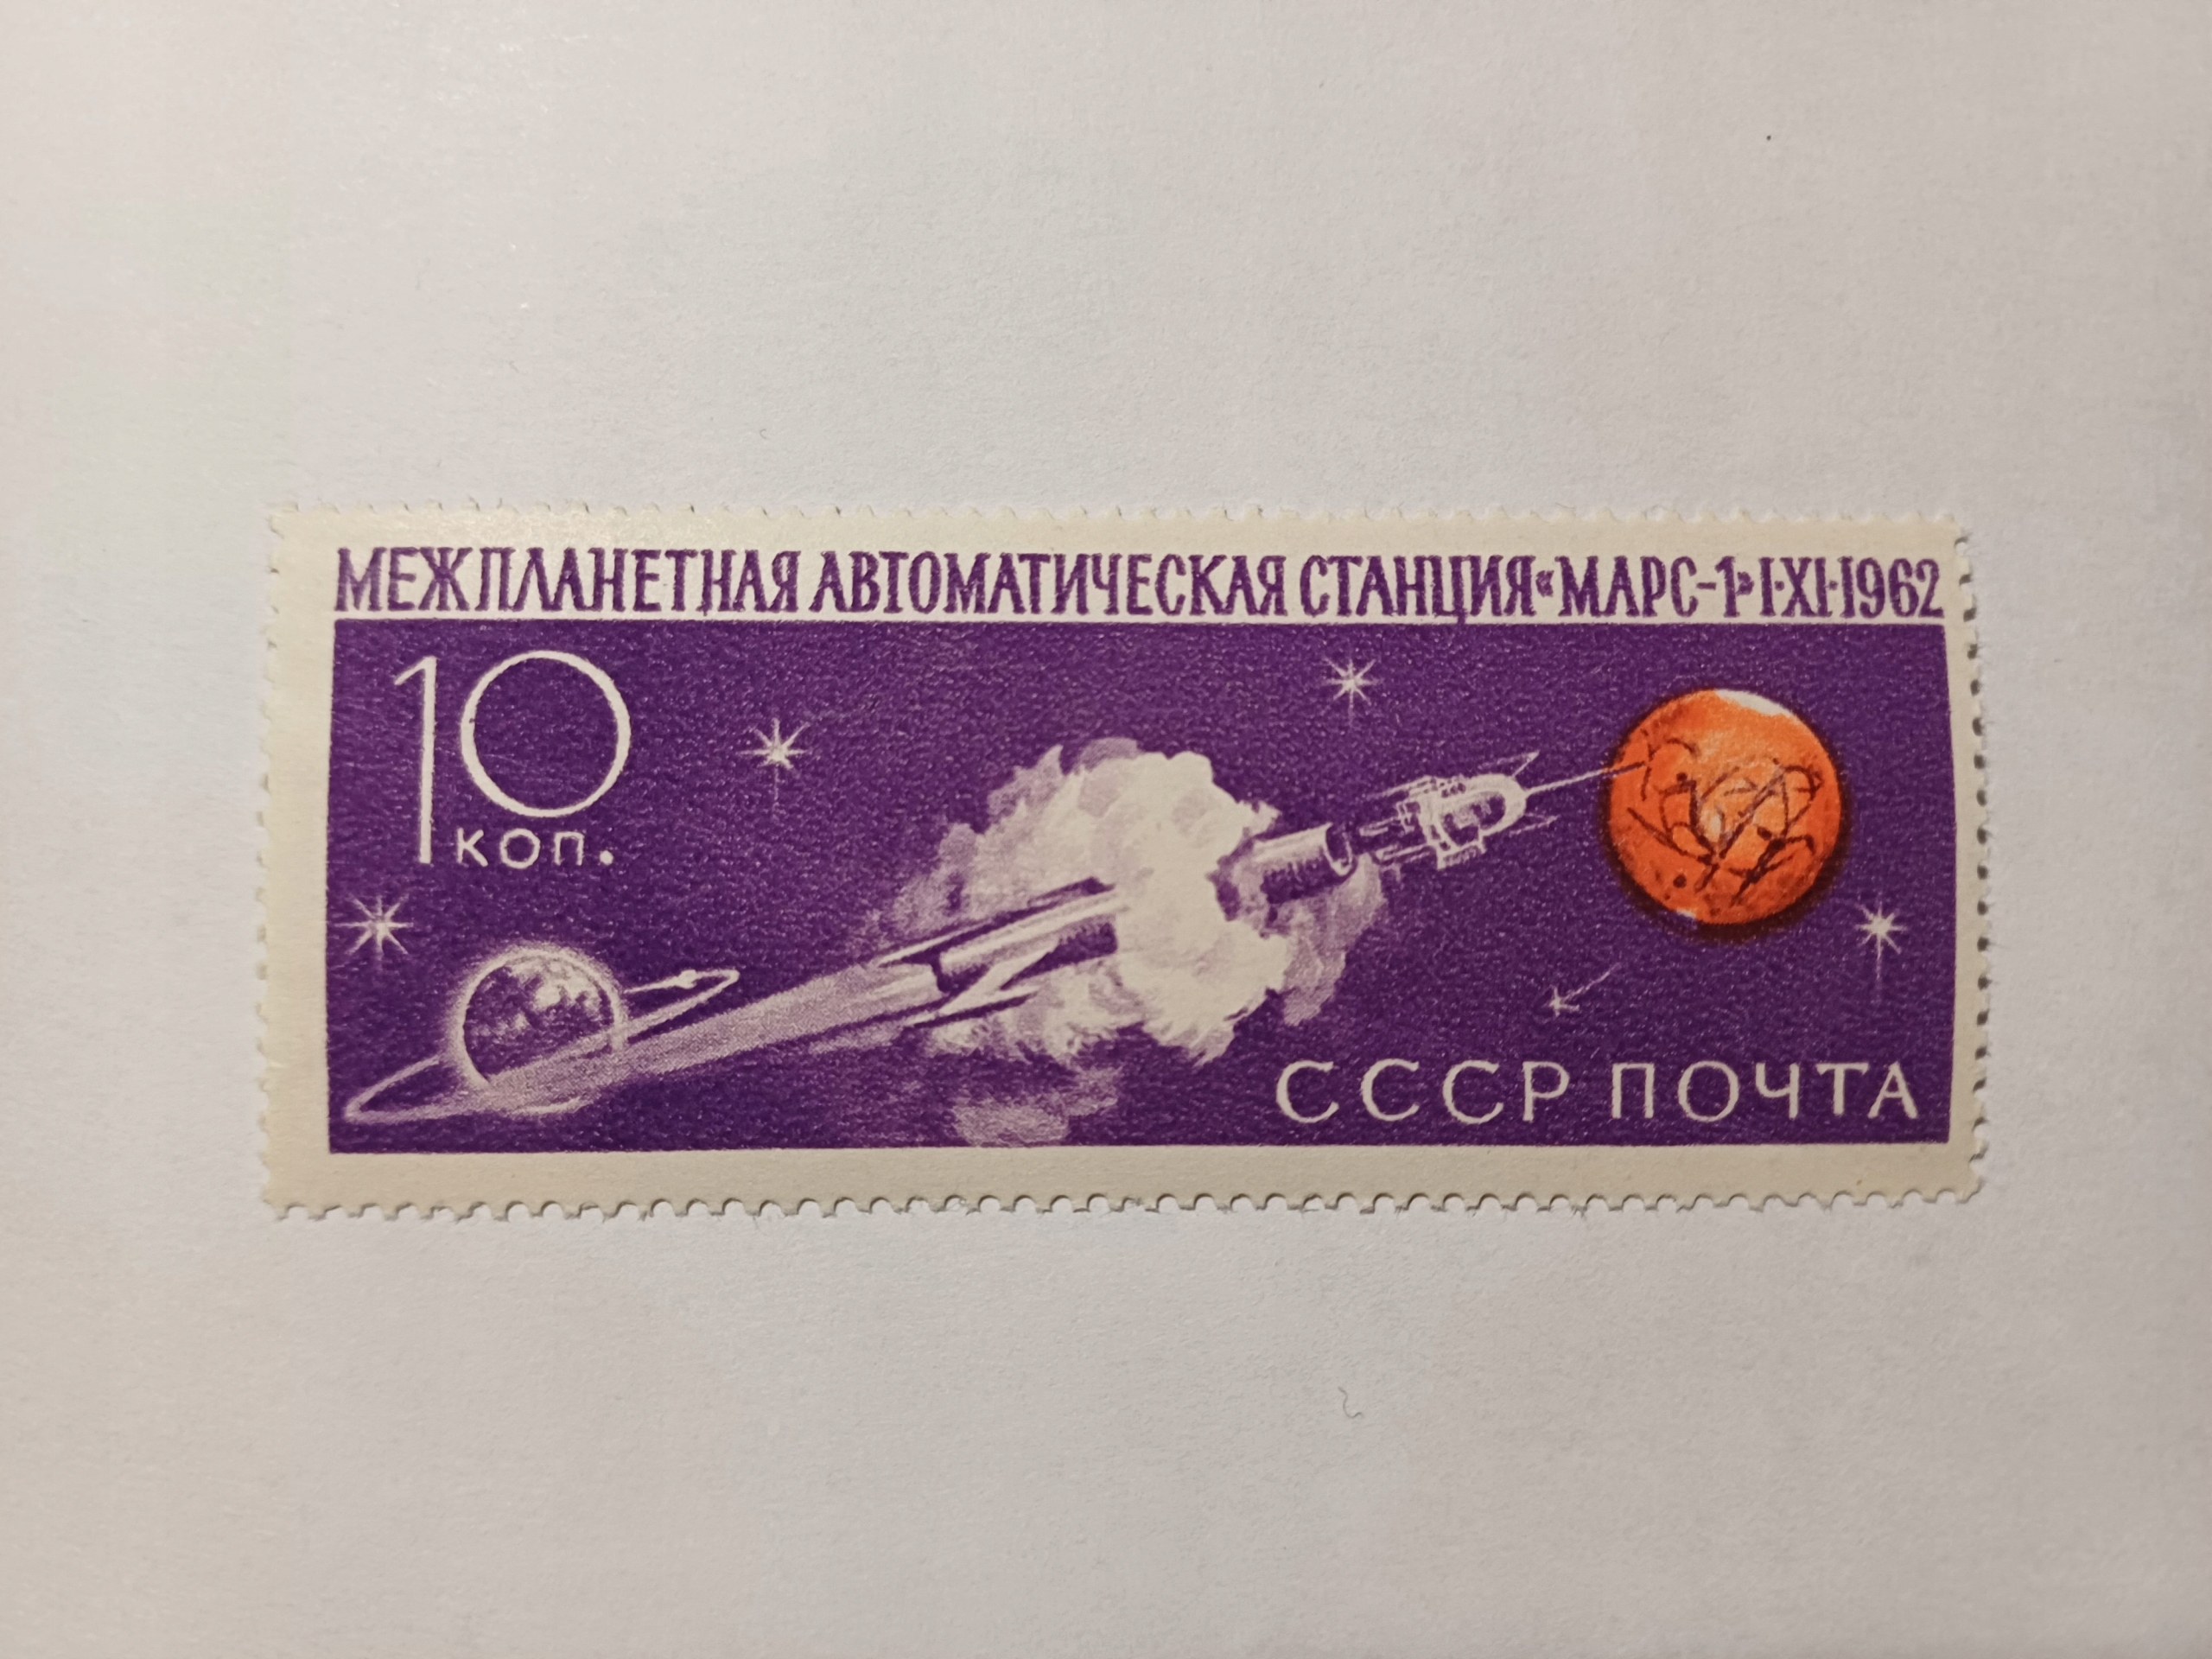 МЕЖПЛАНЕТНАЯ АВТОМАТИЧЕСКАЯ СТАНЦИЯ «МАРС-1» I·XI·1962
10
коп.
СССР ПОЧТА